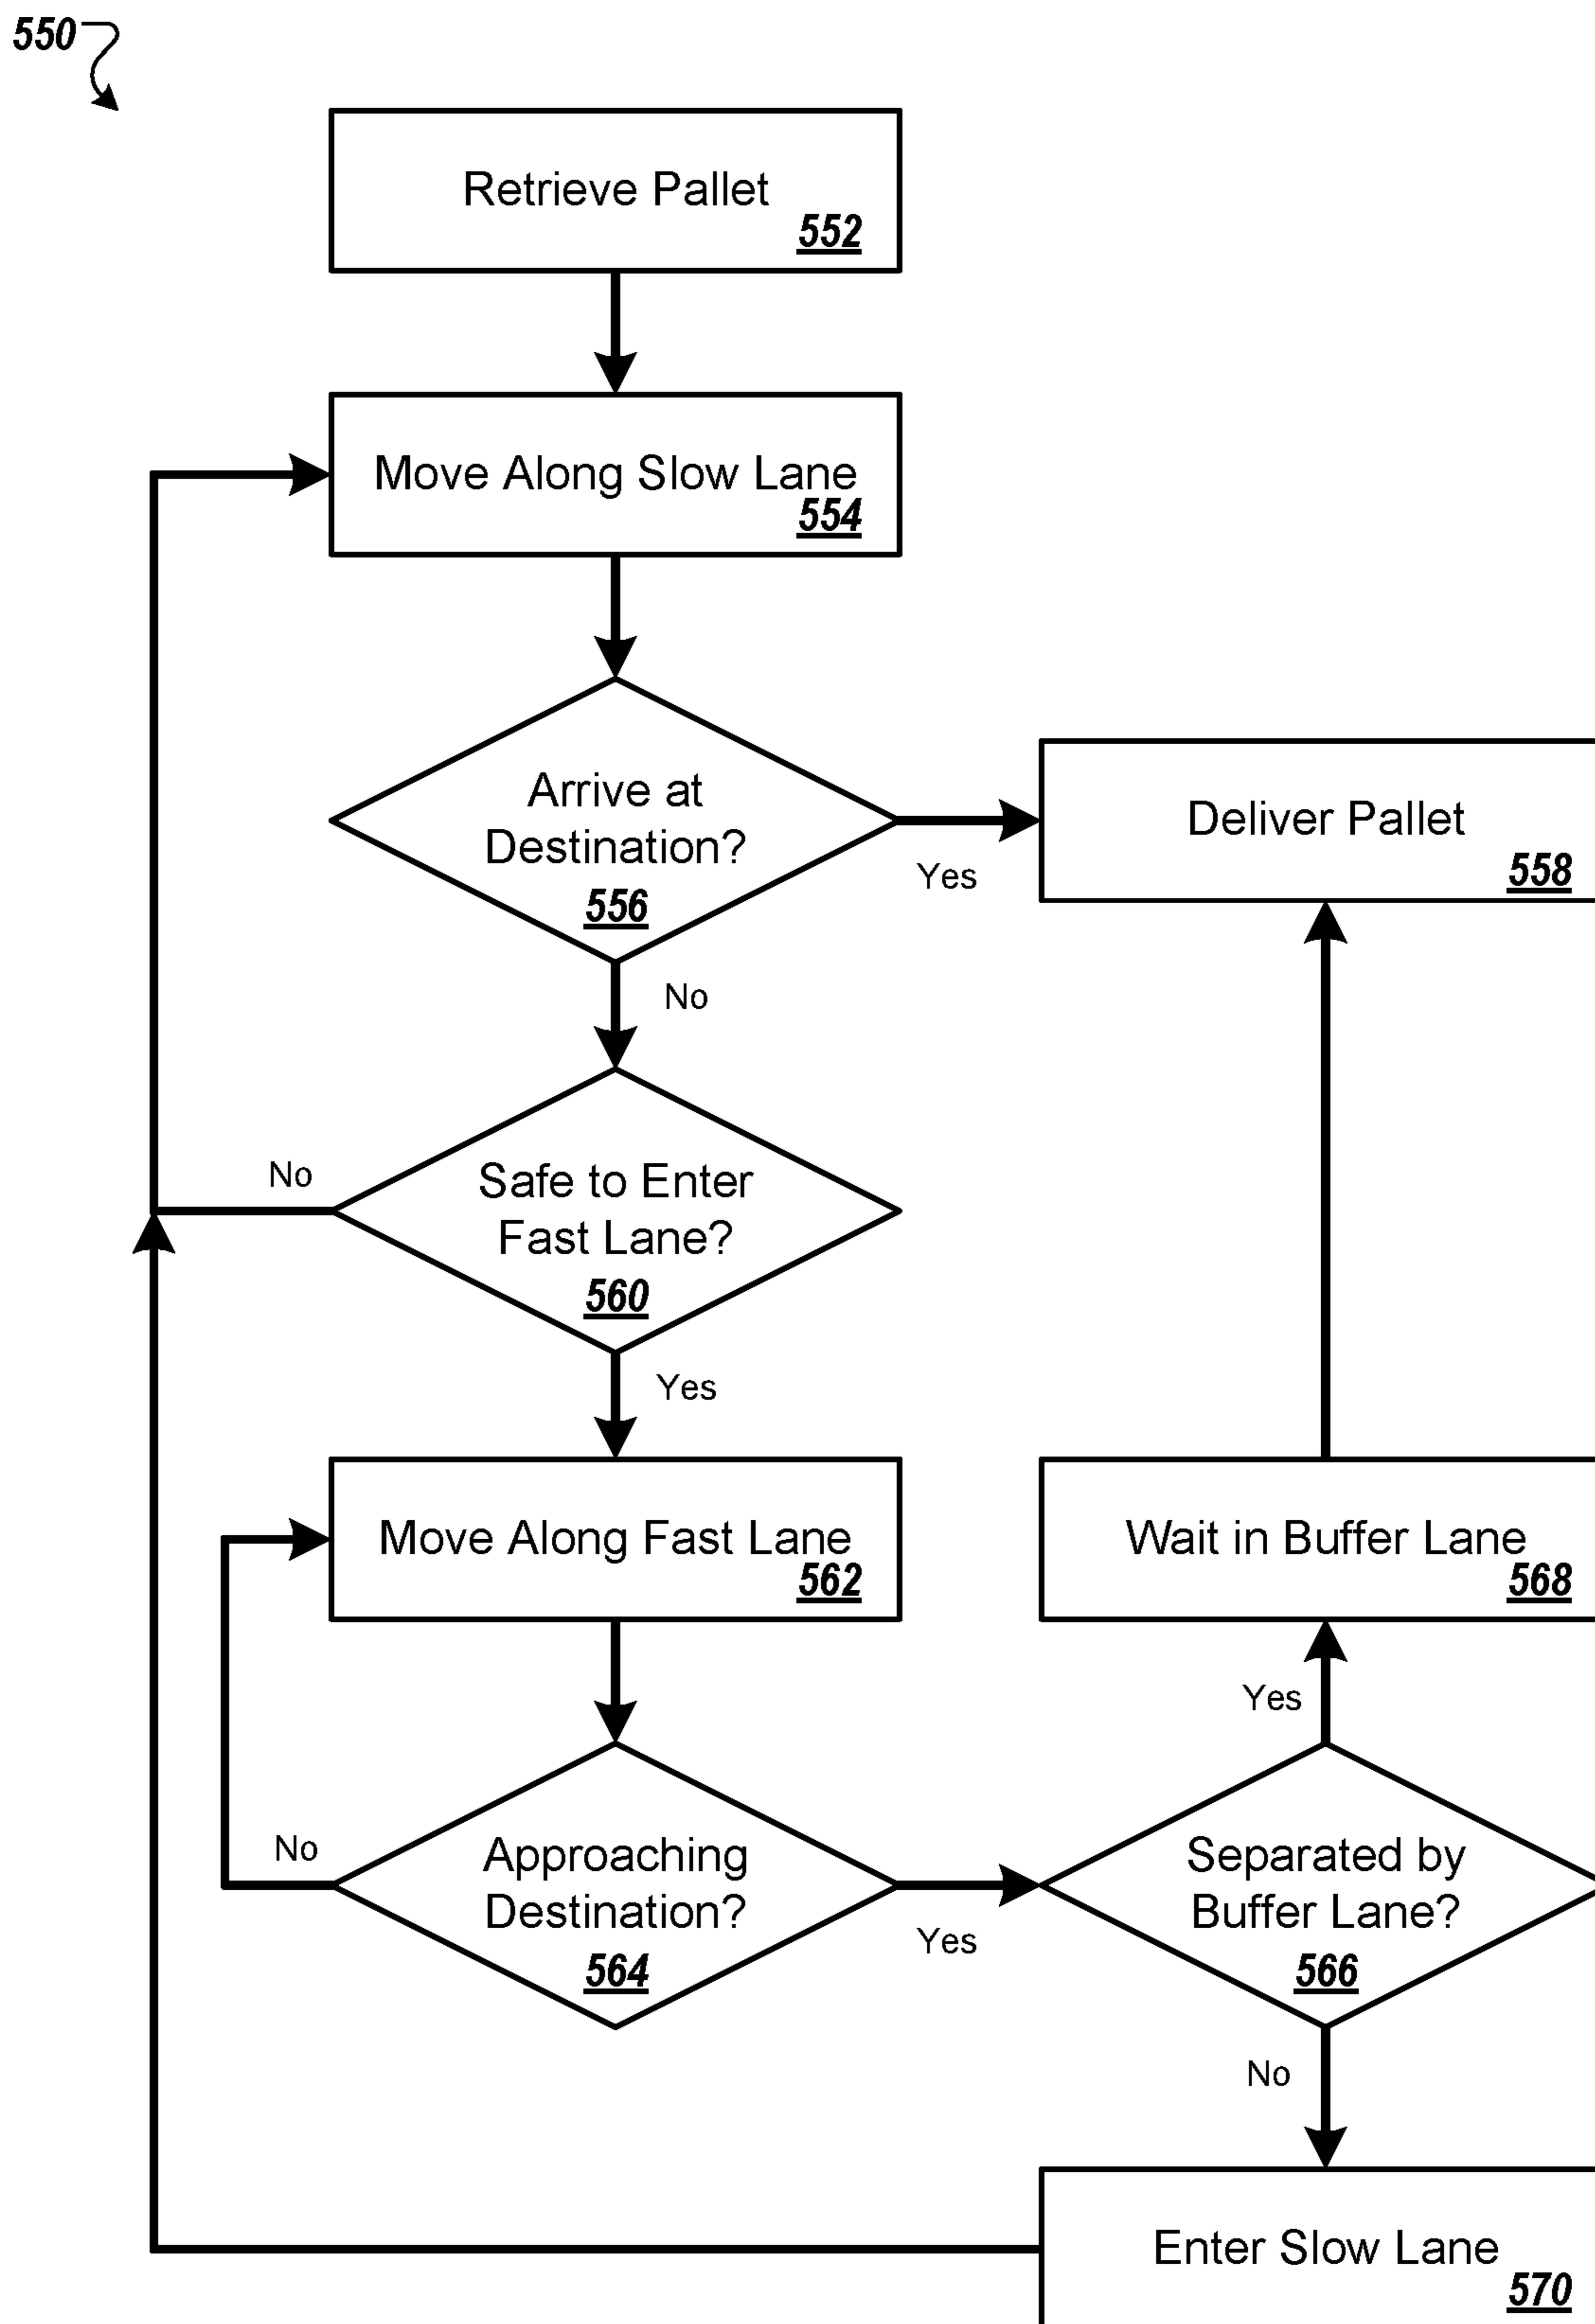 550
Retrieve Pallet
552
Move Along Slow Lane
554
Arrive at
Destination?
556
Yes
Deliver Pallet
558
No
Safe to Enter
Fast Lane?
560
No
Yes
Move Along Fast Lane
562
Wait in Buffer Lane
568
Yes
Approaching
Destination?
564
No
Yes
Separated by
Buffer Lane?
566
No
Enter Slow Lane
570